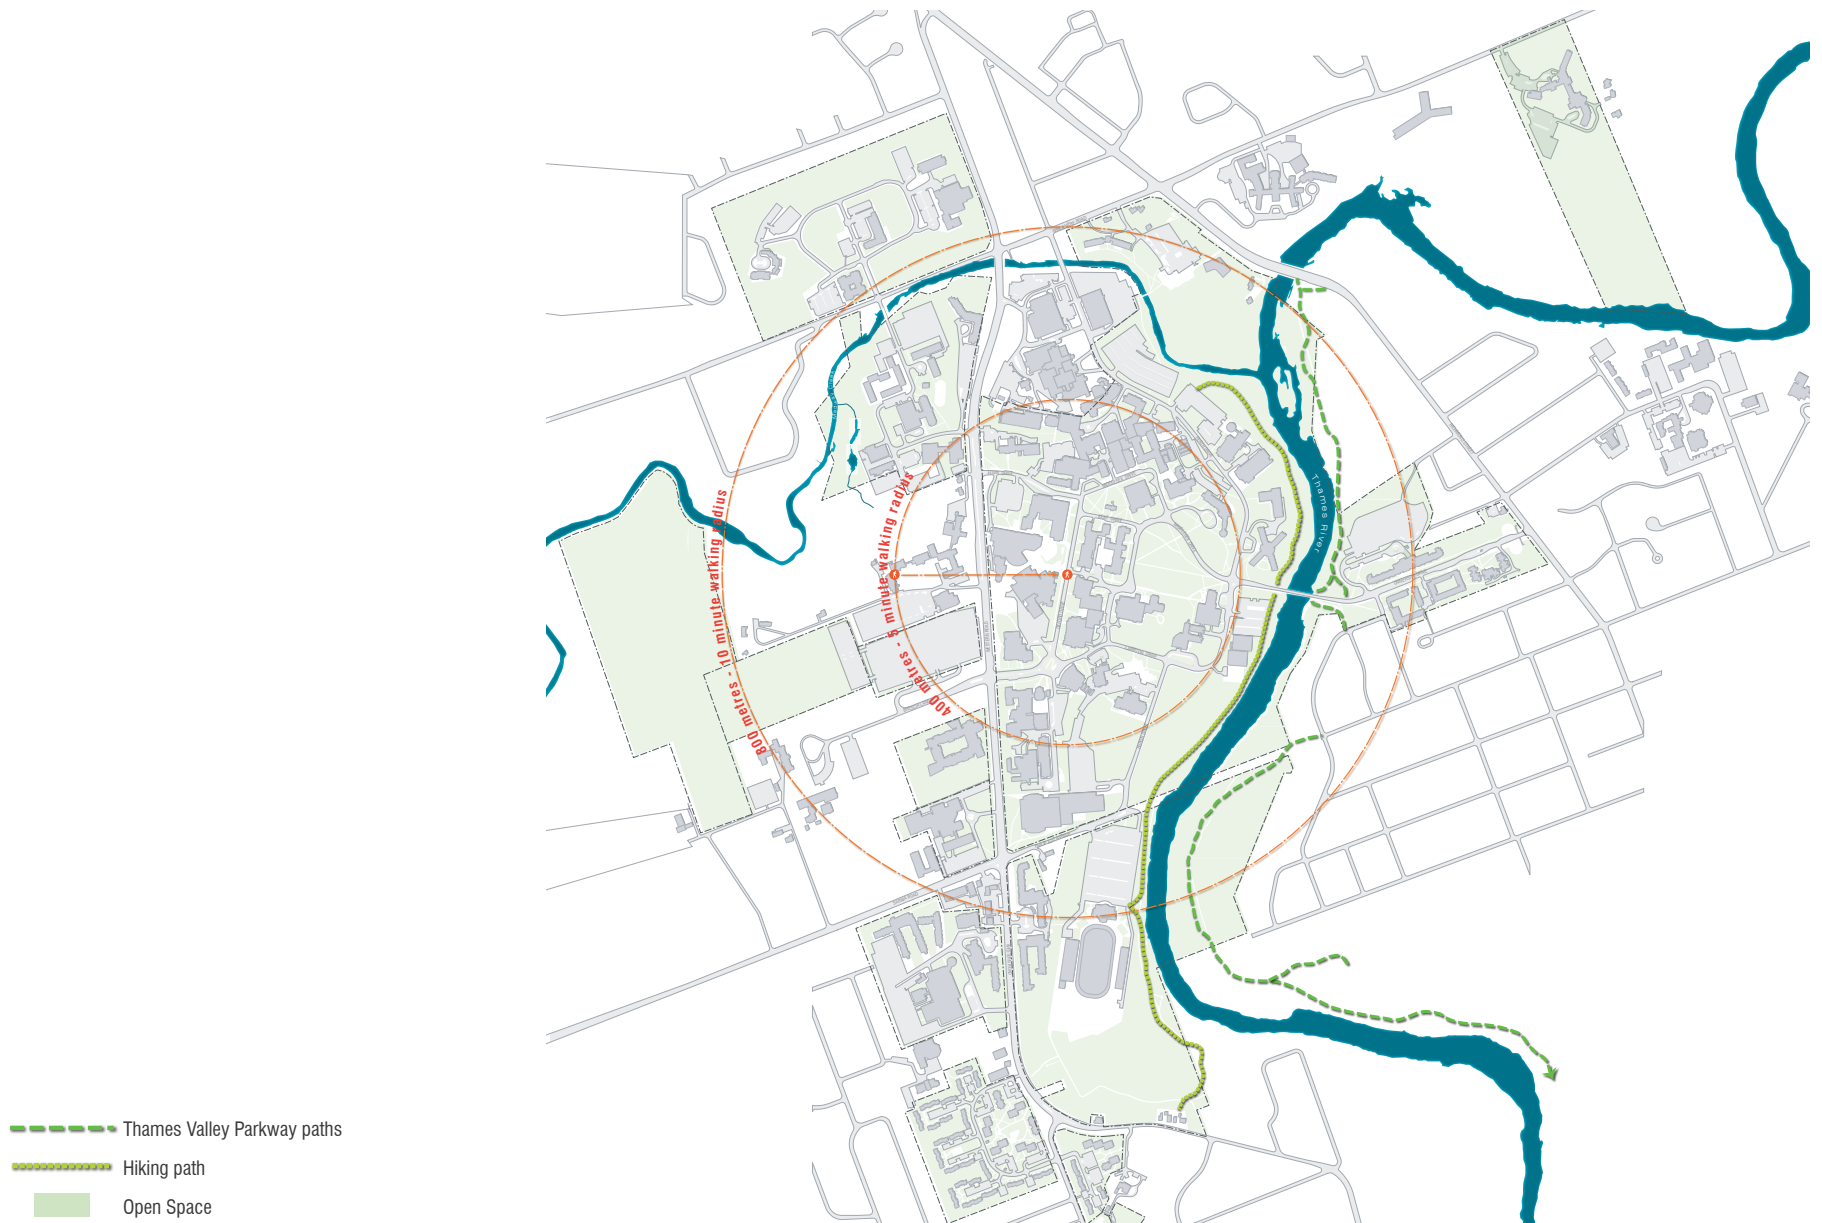 Thames River
800 metres - 10 minute walking radius
400 metres - 5 minute walking radius
Thames Valley Parkway paths
Hiking path
Open Space